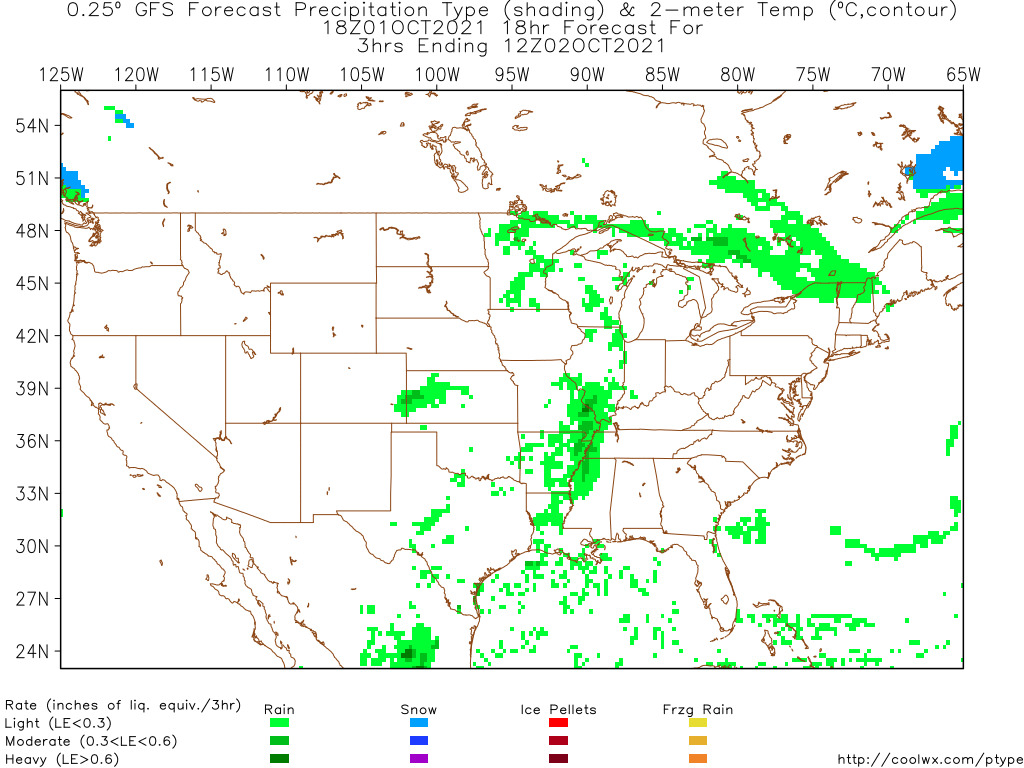 0.25º GFS Forecast Precipitation Type (shading) & 2-meter Temp (ºC,contour)
18Z01OCT2021 18hr Forecast For
3hrs Ending 12Z02OCT2021
125W 120W 115W 110W 105W 100W 95W 90W 85W 80W 75W 70W 65W
54N
51N
48N
45N
42N
39N
36N
33N
30N
27N
24N
Rate (inches of liq. equiv./3hr) Rain Snow Ice Pellets Frzg Rain
Light (LE<0.3)
Moderate (0.3<LE<0.6)
Heavy (LE>0.6)
http://coolwx.com/ptype